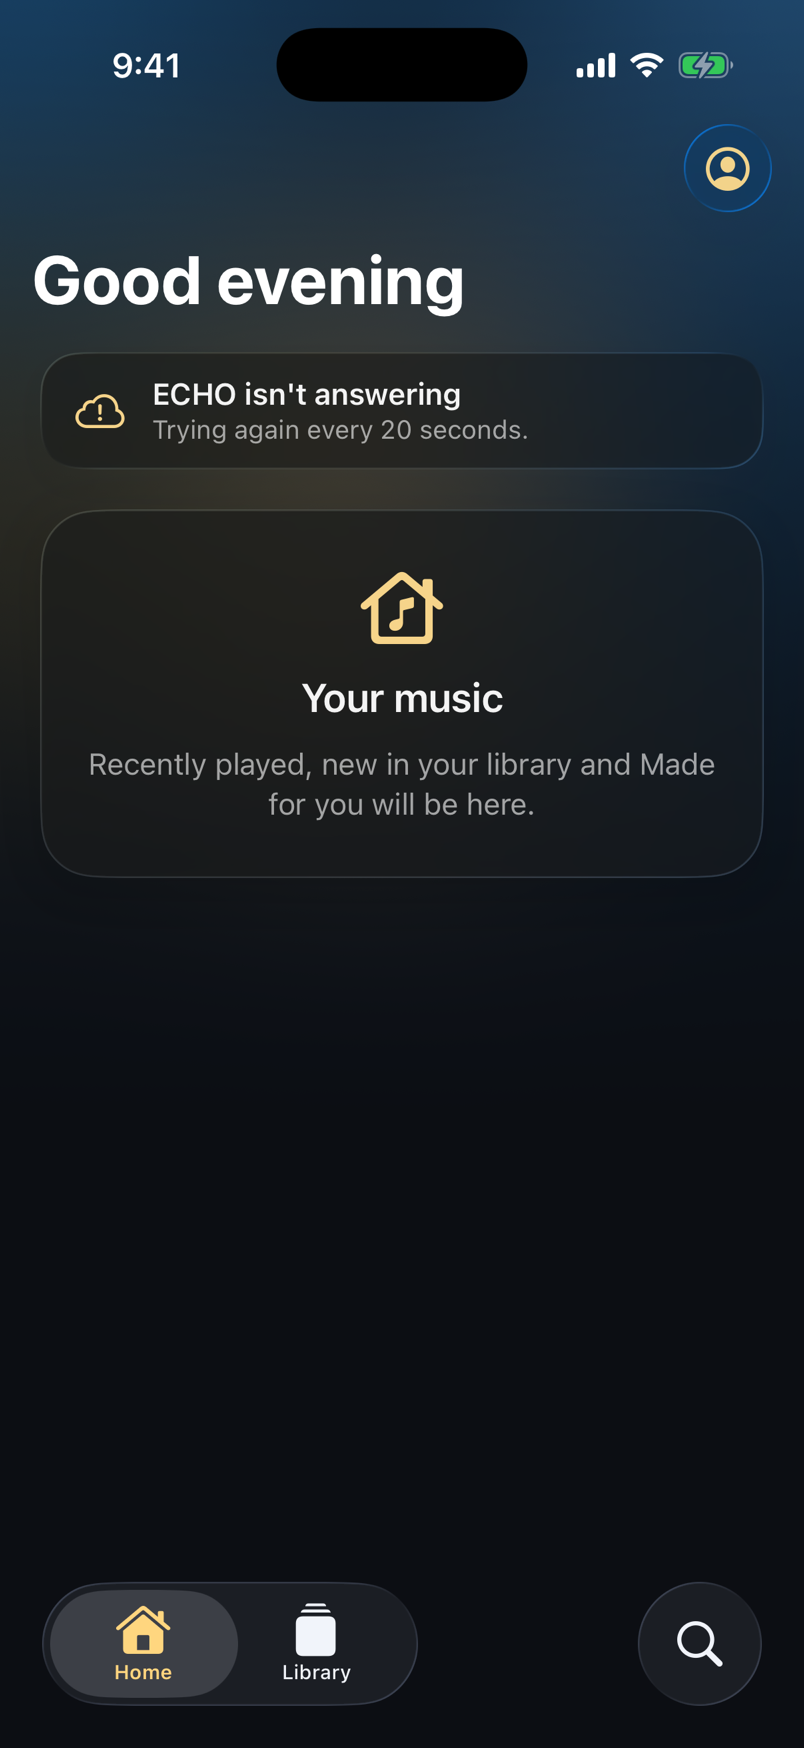 9:41
Good evening
ECHO isn't answering
Trying again every 20 seconds.
Your music
Recently played, new in your library and Made
for you will be here.
Home
Library